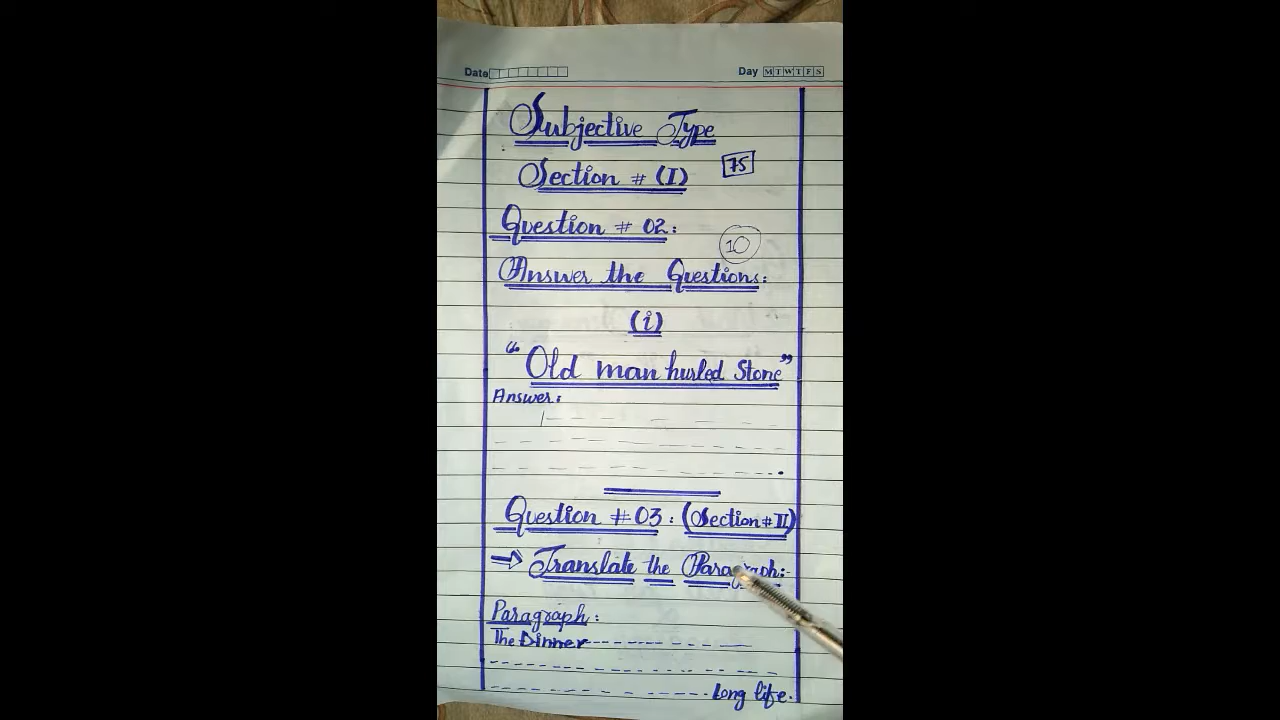 Date Day M T W T F S
Subjective Type
Section # (I) 75
Question # 02:
10
Answer the Questions:
(i)
"Old man hurled Stone"
Answer:
Question #03: (Section # II)
⇒ Translate the Paragraph:-
Paragraph:
The Dinner
Long life.